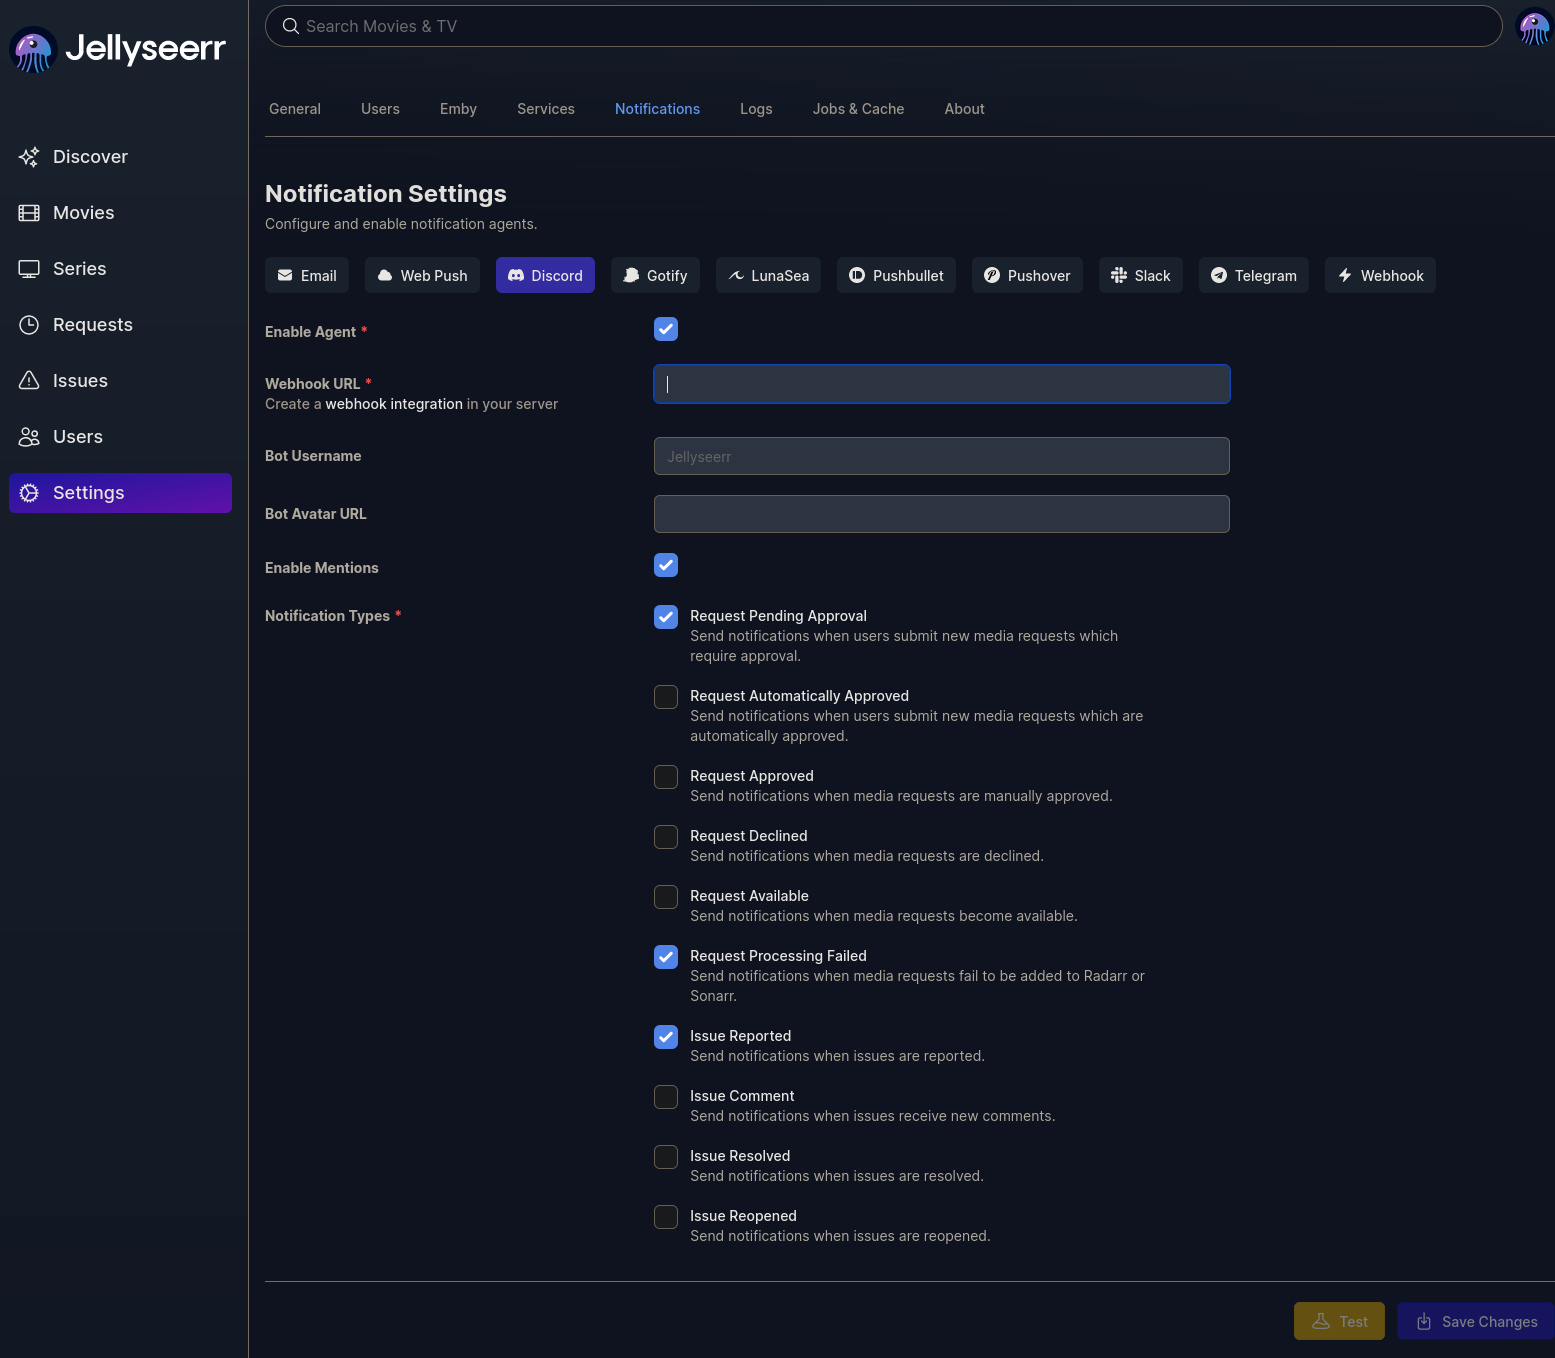 Jellyseerr
Search Movies & TV
Discover
Movies
Series
Requests
Issues
Users
Settings
General Users Emby Services Notifications Logs Jobs & Cache About
Notification Settings
Configure and enable notification agents.
Email Web Push Discord Gotify LunaSea Pushbullet Pushover Slack Telegram Webhook
Enable Agent *
Webhook URL *
Create a webhook integration in your server
Bot Username
Jellyseerr
Bot Avatar URL
Enable Mentions
Notification Types *
Request Pending Approval
Send notifications when users submit new media requests which
require approval.
Request Automatically Approved
Send notifications when users submit new media requests which are
automatically approved.
Request Approved
Send notifications when media requests are manually approved.
Request Declined
Send notifications when media requests are declined.
Request Available
Send notifications when media requests become available.
Request Processing Failed
Send notifications when media requests fail to be added to Radarr or
Sonarr.
Issue Reported
Send notifications when issues are reported.
Issue Comment
Send notifications when issues receive new comments.
Issue Resolved
Send notifications when issues are resolved.
Issue Reopened
Send notifications when issues are reopened.
Test Save Changes